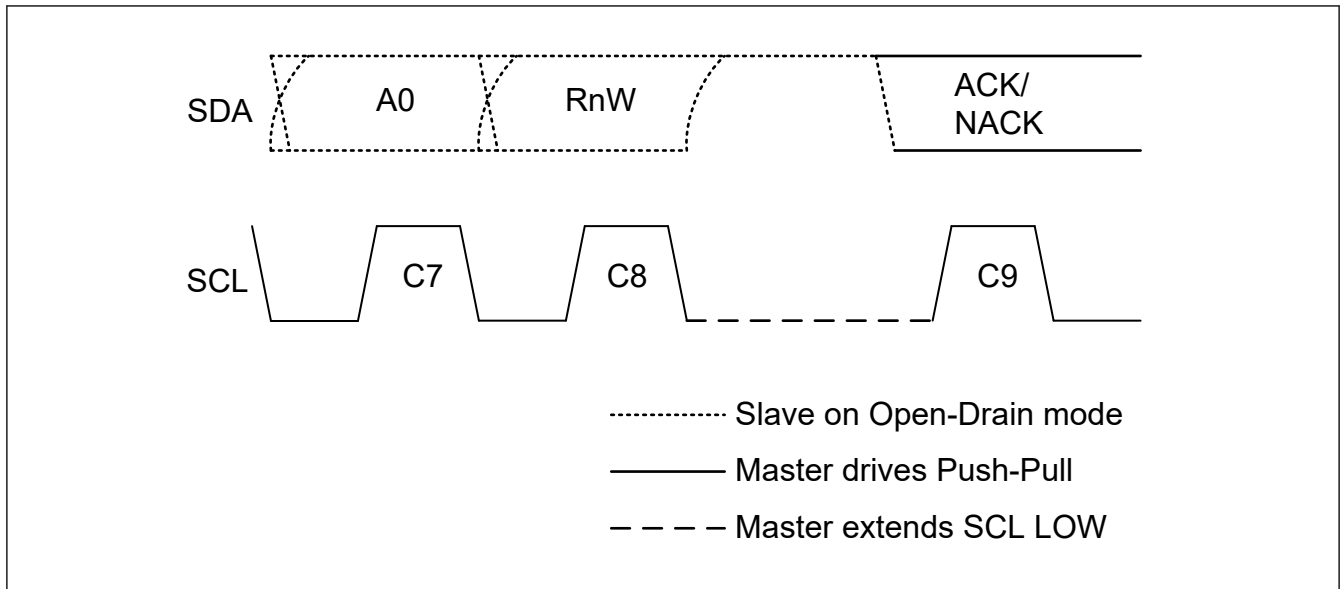 SDA
A0
RnW
ACK/
NACK
SCL
C7
C8
C9
Slave on Open-Drain mode
Master drives Push-Pull
Master extends SCL LOW